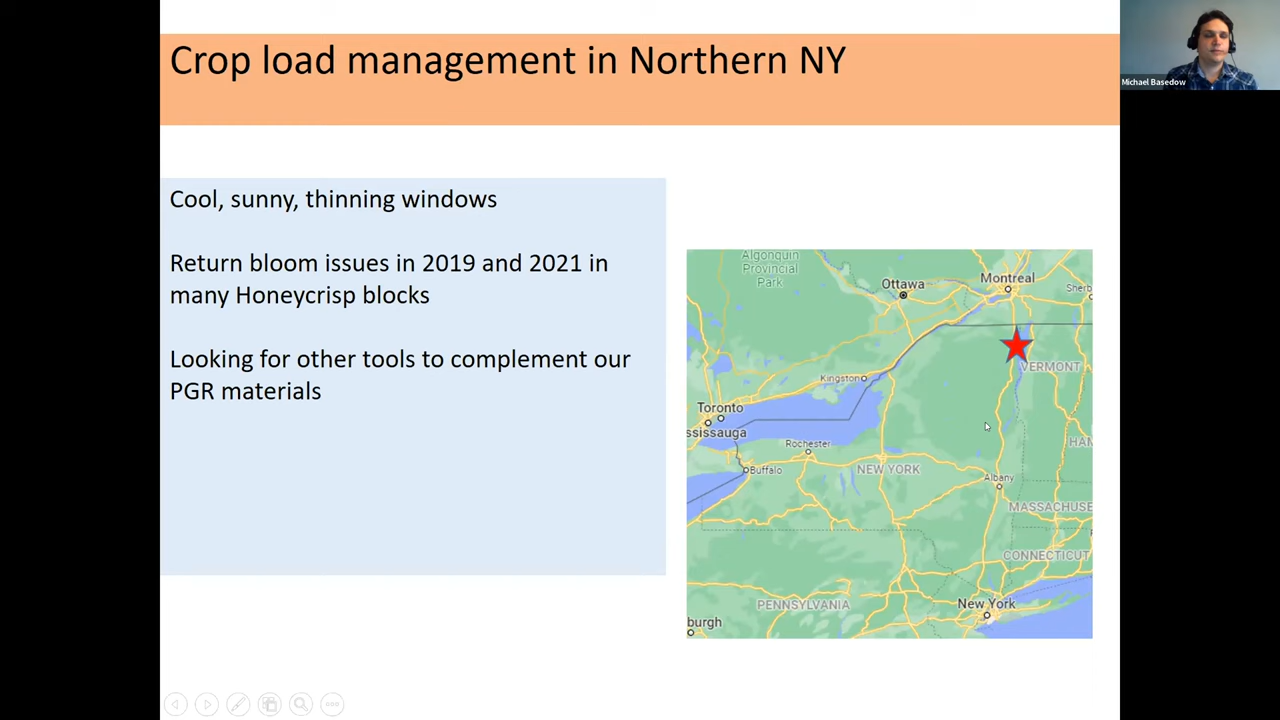 Crop load management in Northern NY
Michael Basedow
Cool, sunny, thinning windows
Return bloom issues in 2019 and 2021 in
many Honeycrisp blocks
Looking for other tools to complement our
PGR materials
Algonquin
Provincial
Park
Ottawa
Montreal
Sherb
VERMONT
Kingston
Toronto
ssissauga
Rochester
HAM
Buffalo
NEW YORK
Albany
MASSACHUSE
CONNECTICUT
PENNSYLVANIA
New York
burgh